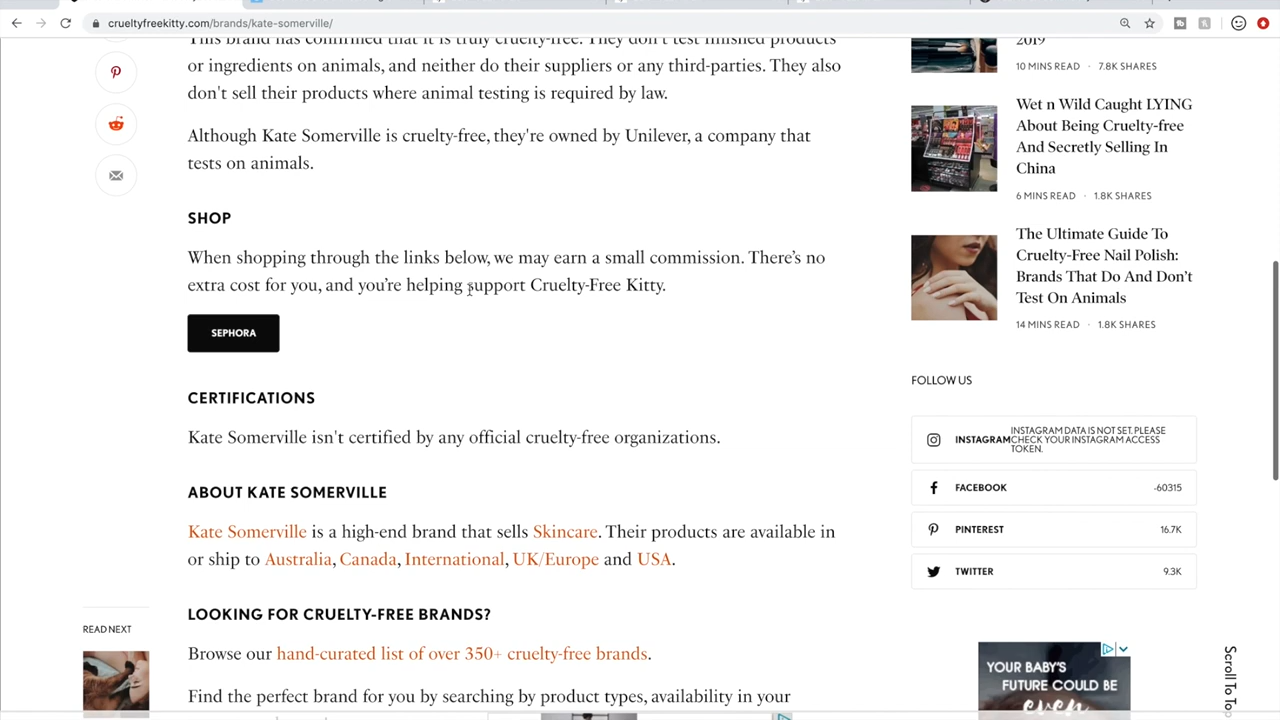 crueltyfreekitty.com/brands/kate-somerville/
This brand has confirmed that it is truly cruelty-free. They don't test finished products
or ingredients on animals, and neither do their suppliers or any third-parties. They also
don't sell their products where animal testing is required by law.
Although Kate Somerville is cruelty-free, they're owned by Unilever, a company that
tests on animals.
SHOP
When shopping through the links below, we may earn a small commission. There's no
extra cost for you, and you're helping support Cruelty-Free Kitty.
SEPHORA
CERTIFICATIONS
Kate Somerville isn't certified by any official cruelty-free organizations.
ABOUT KATE SOMERVILLE
Kate Somerville is a high-end brand that sells Skincare. Their products are available in
or ship to Australia, Canada, International, UK/Europe and USA.
LOOKING FOR CRUELTY-FREE BRANDS?
Browse our hand-curated list of over 350+ cruelty-free brands.
Find the perfect brand for you by searching by product types, availability in your
READ NEXT
2019
10 MINS READ · 7.8K SHARES
Wet n Wild Caught LYING
About Being Cruelty-free
And Secretly Selling In
China
6 MINS READ · 1.8K SHARES
The Ultimate Guide To
Cruelty-Free Nail Polish:
Brands That Do And Don't
Test On Animals
14 MINS READ · 1.8K SHARES
FOLLOW US
INSTAGRAM
INSTAGRAM DATA IS NOT SET. PLEASE
CHECK YOUR INSTAGRAM ACCESS
TOKEN.
FACEBOOK -60315
PINTEREST 16.7K
TWITTER 9.3K
YOUR BABY'S
FUTURE COULD BE
even
Scroll To Top